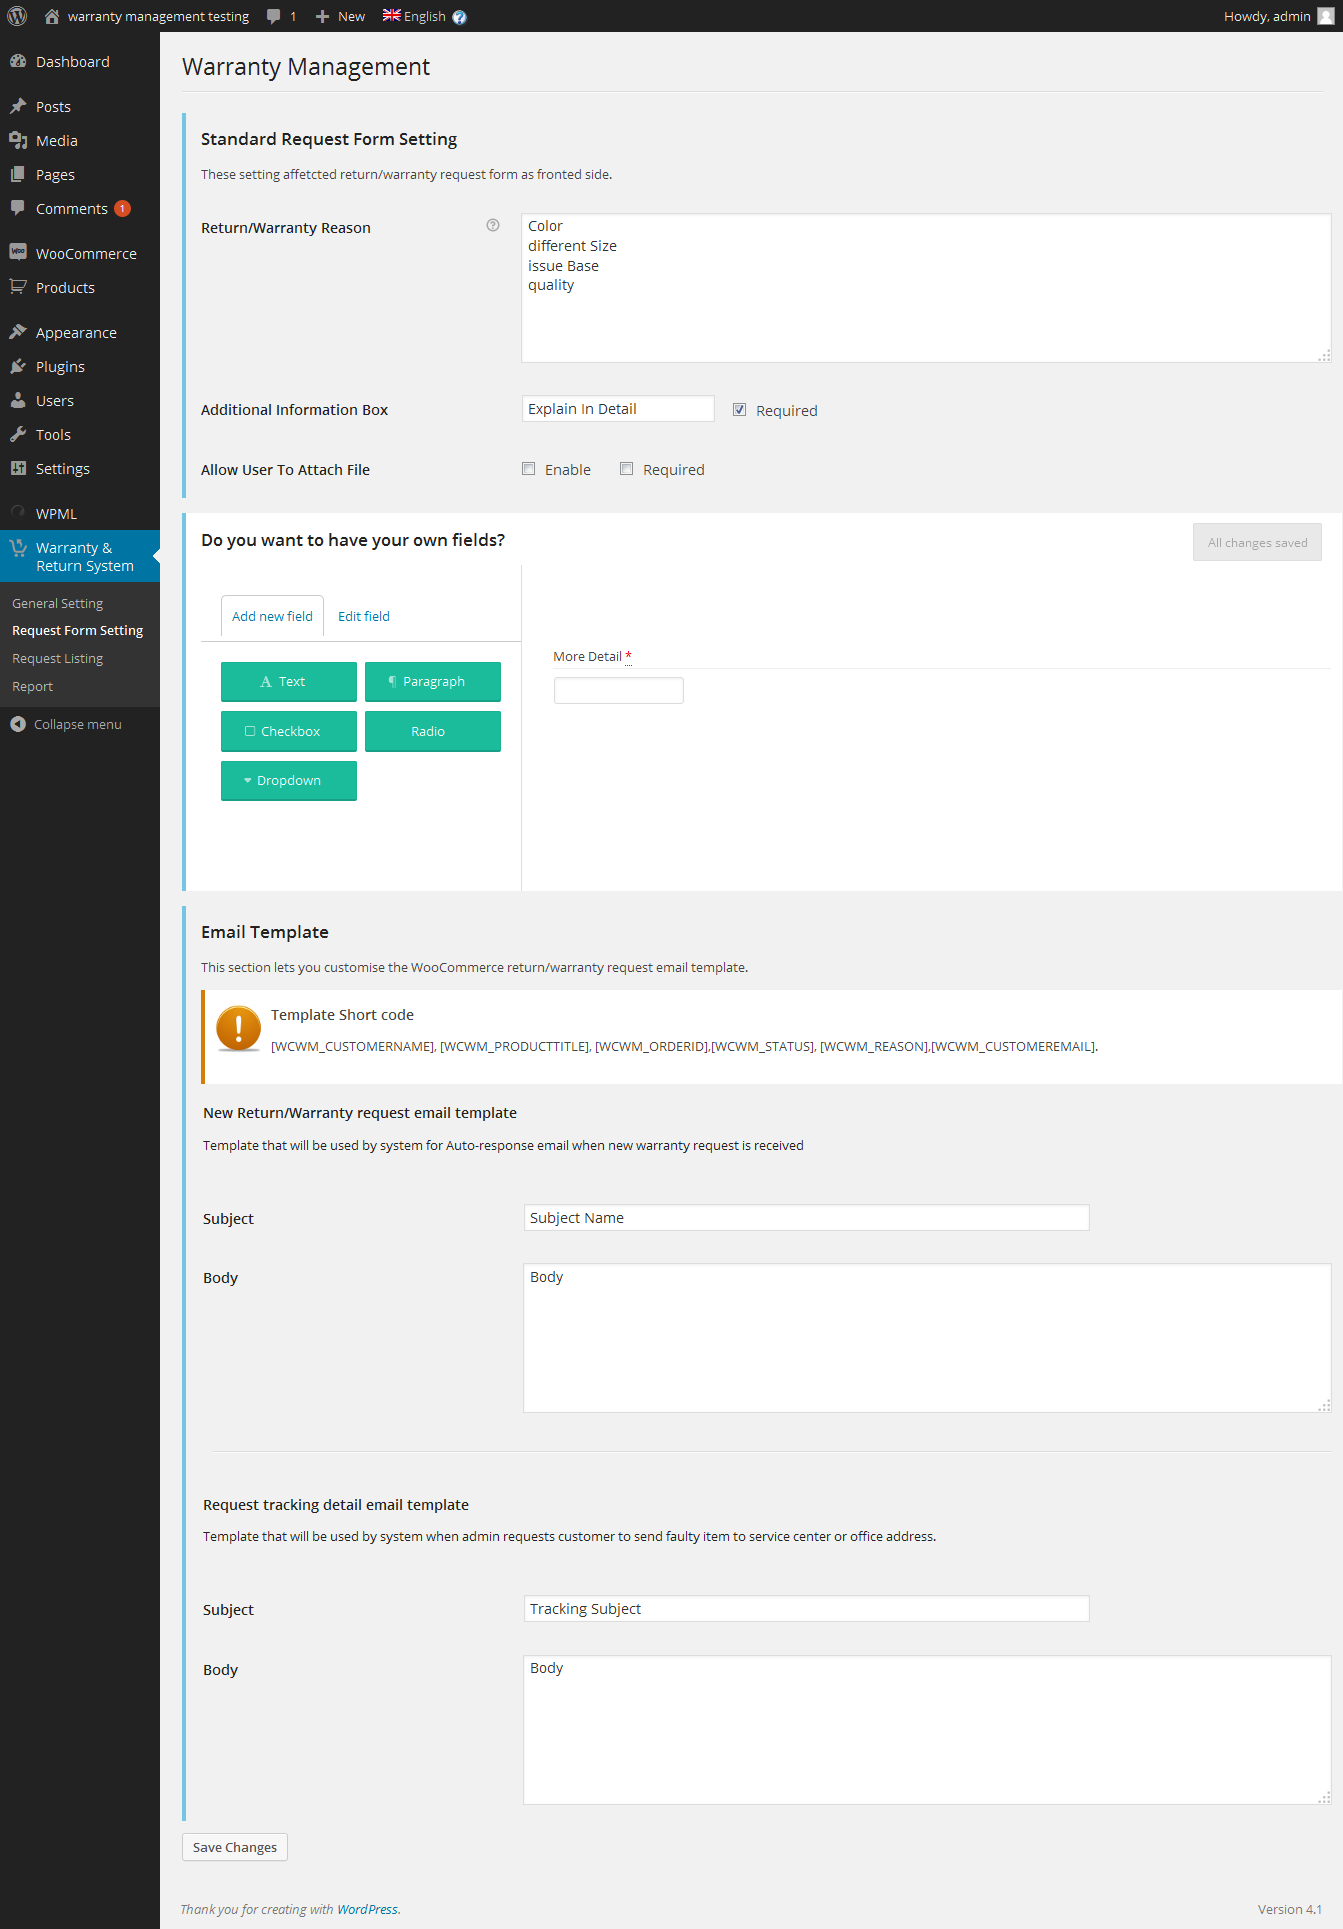 warranty management testing 1 New English ? Howdy, admin
Dashboard
Posts
Media
Pages
Comments 1
WooCommerce
Products
Appearance
Plugins
Users
Tools
Settings
WPML
Warranty &
Return System
General Setting
Request Form Setting
Request Listing
Report
Collapse menu
Warranty Management
Standard Request Form Setting
These setting affetcted return/warranty request form as fronted side.
Return/Warranty Reason ?
Color
different Size
issue Base
quality
Additional Information Box Explain In Detail Required
Allow User To Attach File Enable Required
Do you want to have your own fields? All changes saved
Add new field Edit field
A Text ¶ Paragraph
Checkbox Radio
Dropdown
More Detail *
Email Template
This section lets you customise the WooCommerce return/warranty request email template.
Template Short code
[WCWM_CUSTOMERNAME], [WCWM_PRODUCTTITLE], [WCWM_ORDERID],[WCWM_STATUS], [WCWM_REASON],[WCWM_CUSTOMEREMAIL].
New Return/Warranty request email template
Template that will be used by system for Auto-response email when new warranty request is received
Subject Subject Name
Body Body
Request tracking detail email template
Template that will be used by system when admin requests customer to send faulty item to service center or office address.
Subject Tracking Subject
Body Body
Save Changes
Thank you for creating with WordPress. Version 4.1